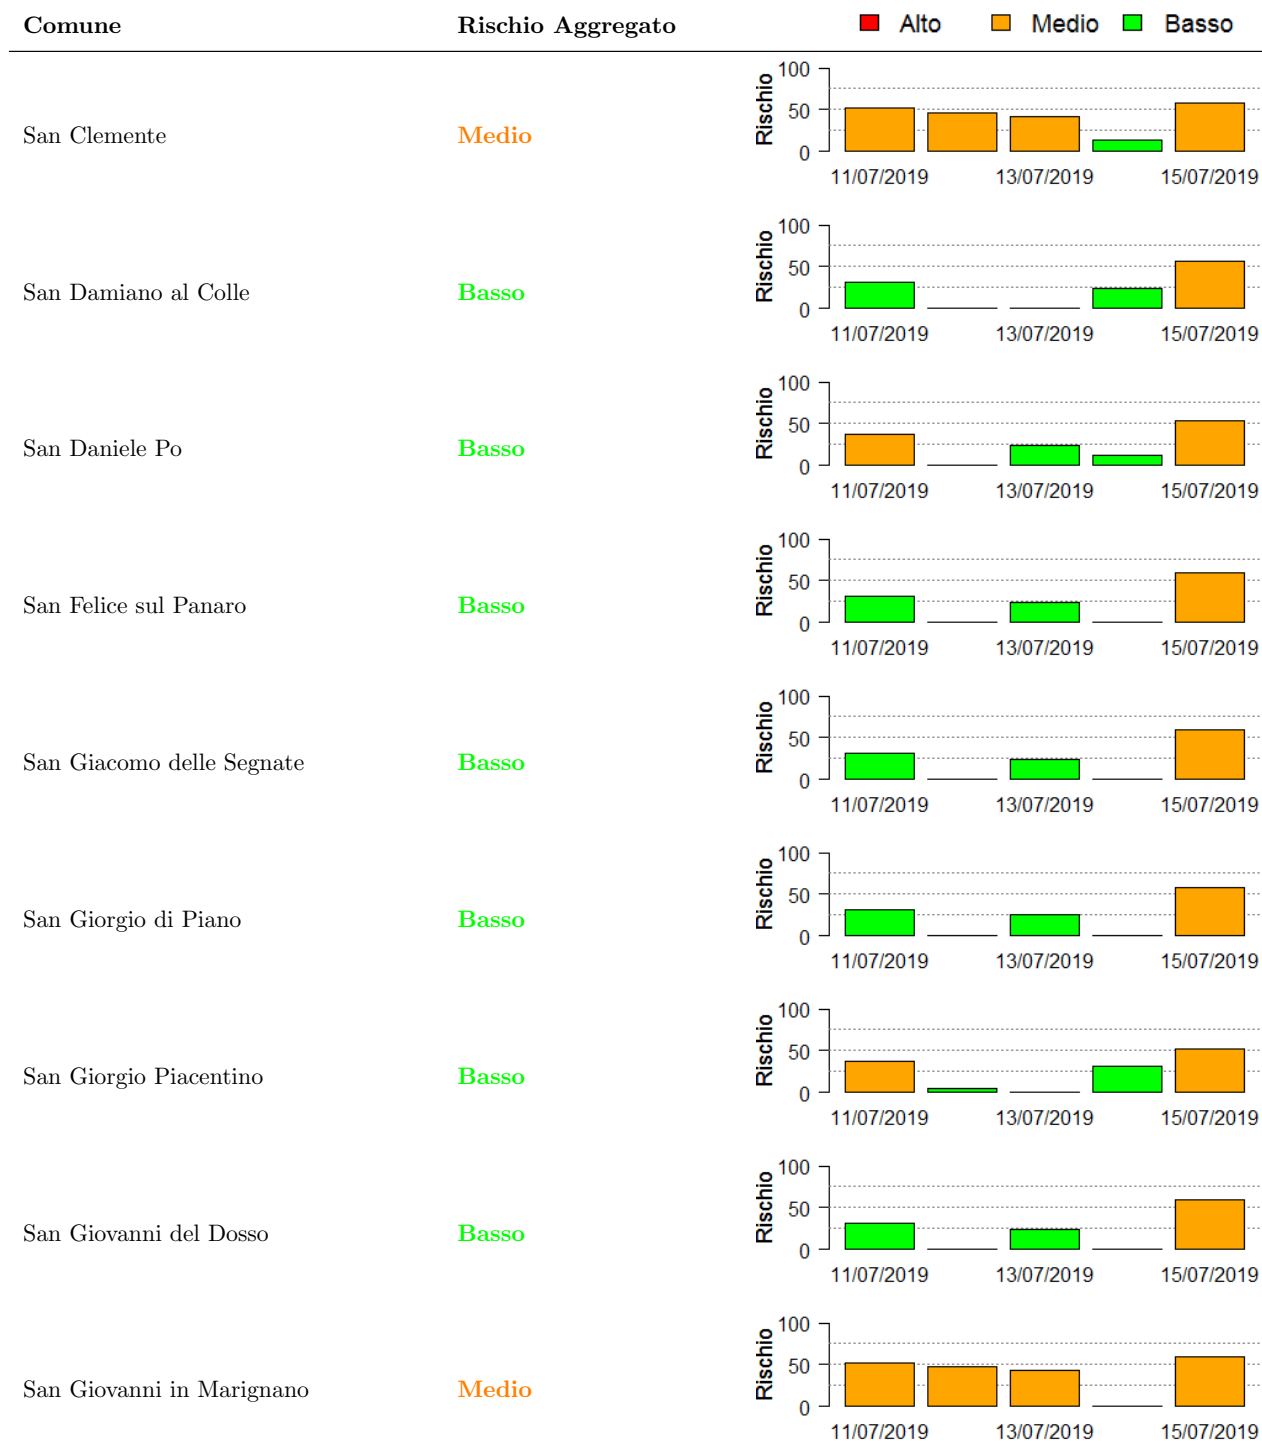 Comune Rischio Aggregato Alto Medio Basso
San Clemente Medio
Rischio
100
50
0
11/07/2019 13/07/2019 15/07/2019
San Damiano al Colle Basso
Rischio
100
50
0
11/07/2019 13/07/2019 15/07/2019
San Daniele Po Basso
Rischio
100
50
0
11/07/2019 13/07/2019 15/07/2019
San Felice sul Panaro Basso
Rischio
100
50
0
11/07/2019 13/07/2019 15/07/2019
San Giacomo delle Segnate Basso
Rischio
100
50
0
11/07/2019 13/07/2019 15/07/2019
San Giorgio di Piano Basso
Rischio
100
50
0
11/07/2019 13/07/2019 15/07/2019
San Giorgio Piacentino Basso
Rischio
100
50
0
11/07/2019 13/07/2019 15/07/2019
San Giovanni del Dosso Basso
Rischio
100
50
0
11/07/2019 13/07/2019 15/07/2019
San Giovanni in Marignano Medio
Rischio
100
50
0
11/07/2019 13/07/2019 15/07/2019